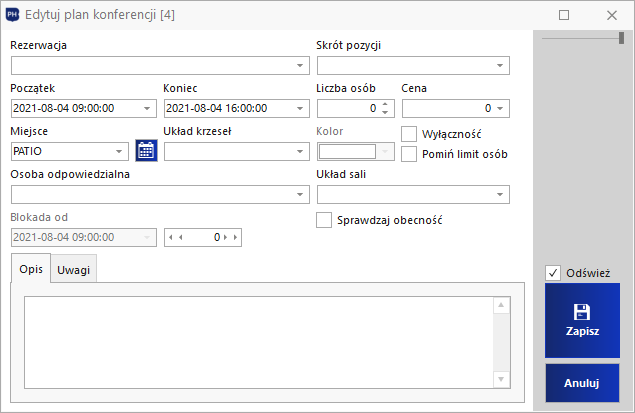 PH
Edytuj plan konferencji [4]
Rezerwacja
Skrót pozycji
Początek
Koniec
Liczba osób
Cena
2021-08-04 09:00:00
2021-08-04 16:00:00
0
0
Miejsce
Układ krzeseł
Kolor
Wyłączność
PATIO
Pomiń limit osób
Osoba odpowiedzialna
Układ sali
Blokada od
Sprawdzaj obecność
2021-08-04 09:00:00
0
Opis
Uwagi
Odśwież
Zapisz
Anuluj